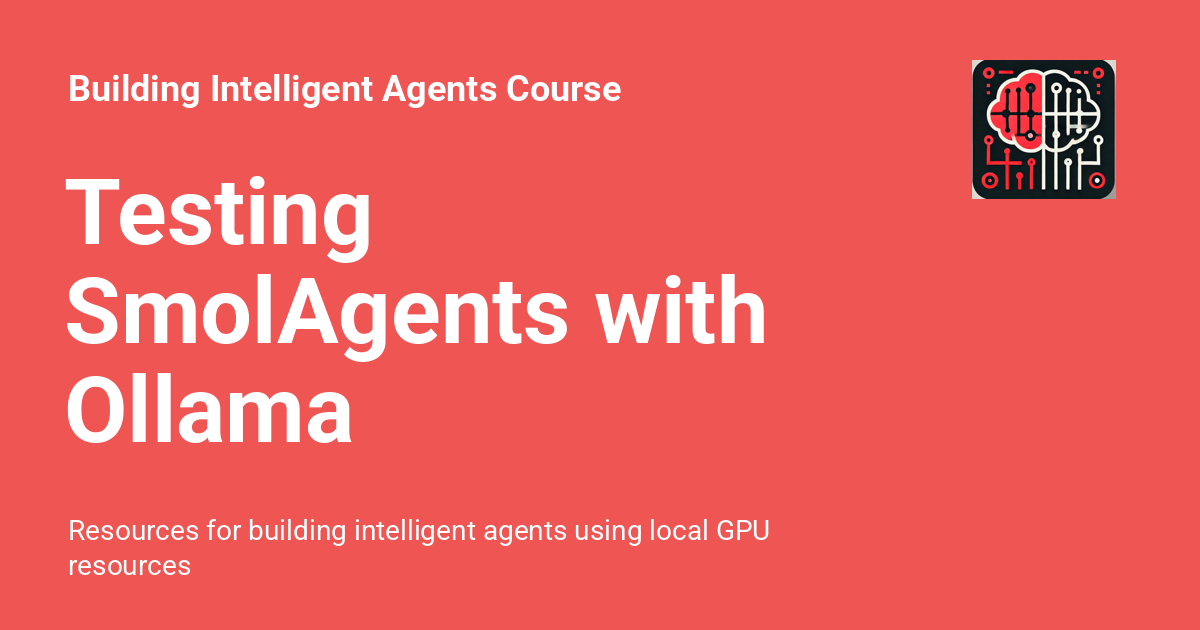 Building Intelligent Agents Course
Testing
SmolAgents with
Ollama
Resources for building intelligent agents using local GPU
resources